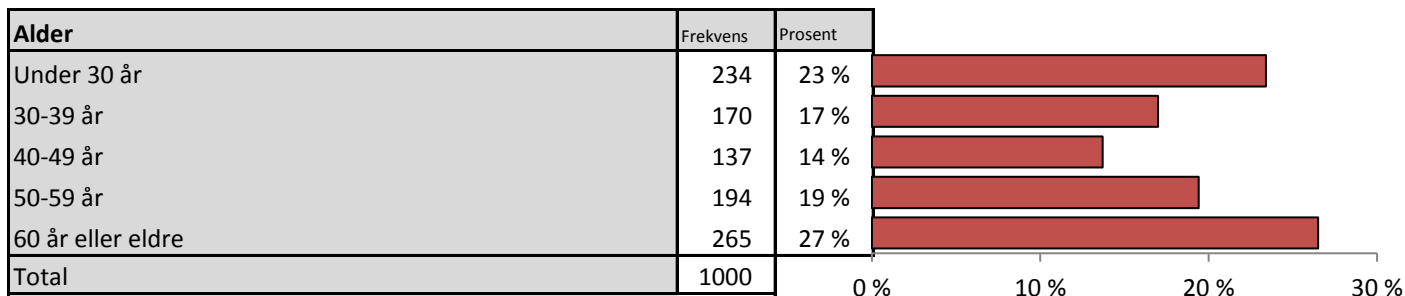 Alder Frekvens Prosent
Under 30 år 234 23 %
30-39 år 170 17 %
40-49 år 137 14 %
50-59 år 194 19 %
60 år eller eldre 265 27 %
Total 1000
0 % 10 % 20 % 30 %